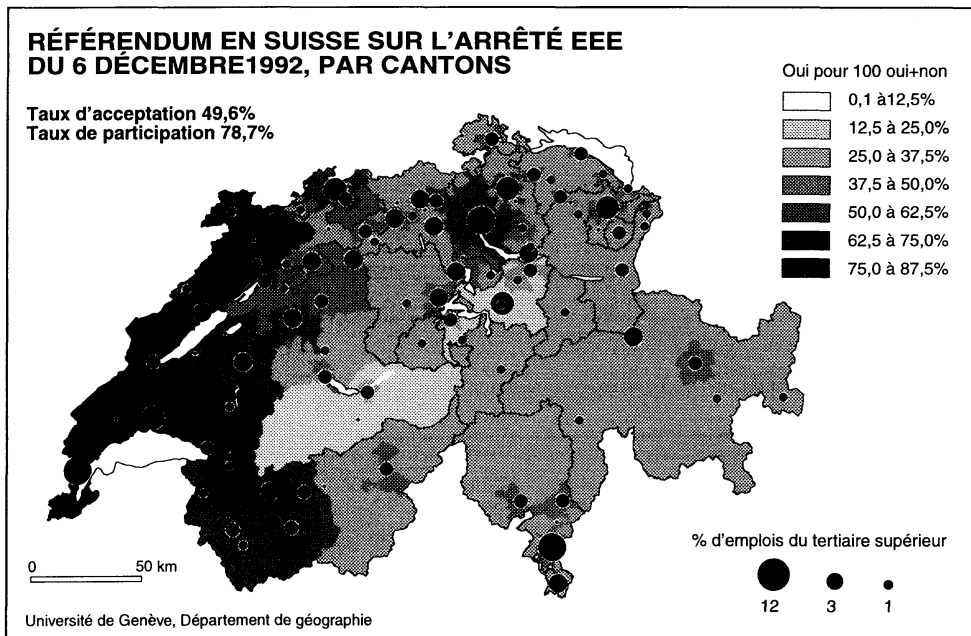 RÉFÉRENDUM EN SUISSE SUR L'ARRÊTÉ EEE
DU 6 DÉCEMBRE1992, PAR CANTONS
Taux d'acceptation 49,6%
Taux de participation 78,7%
Oui pour 100 oui+non
0,1 à12,5%
12,5 à 25,0%
25,0 à 37,5%
37,5 à 50,0%
50,0 à 62,5%
62,5 à 75,0%
75,0 à 87,5%
% d'emplois du tertiaire supérieur
12 3 1
0 50 km
Université de Genève, Département de géographie